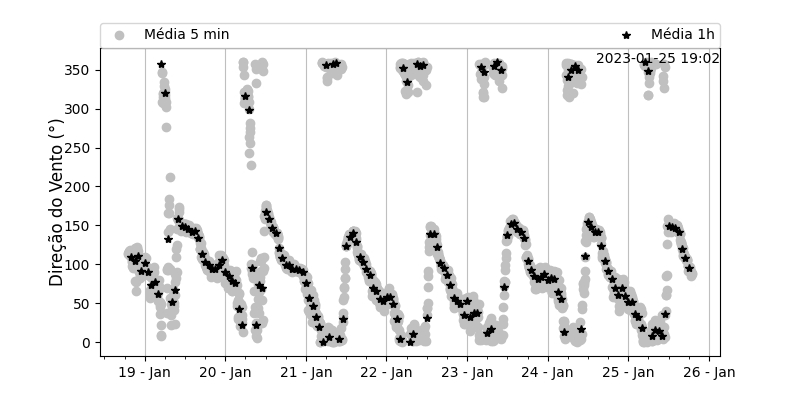 Média 5 min
Média 1h
2023-01-25 19:02
Direção do Vento (°)
350
300
250
200
150
100
50
0
19 - Jan
20 - Jan
21 - Jan
22 - Jan
23 - Jan
24 - Jan
25 - Jan
26 - Jan